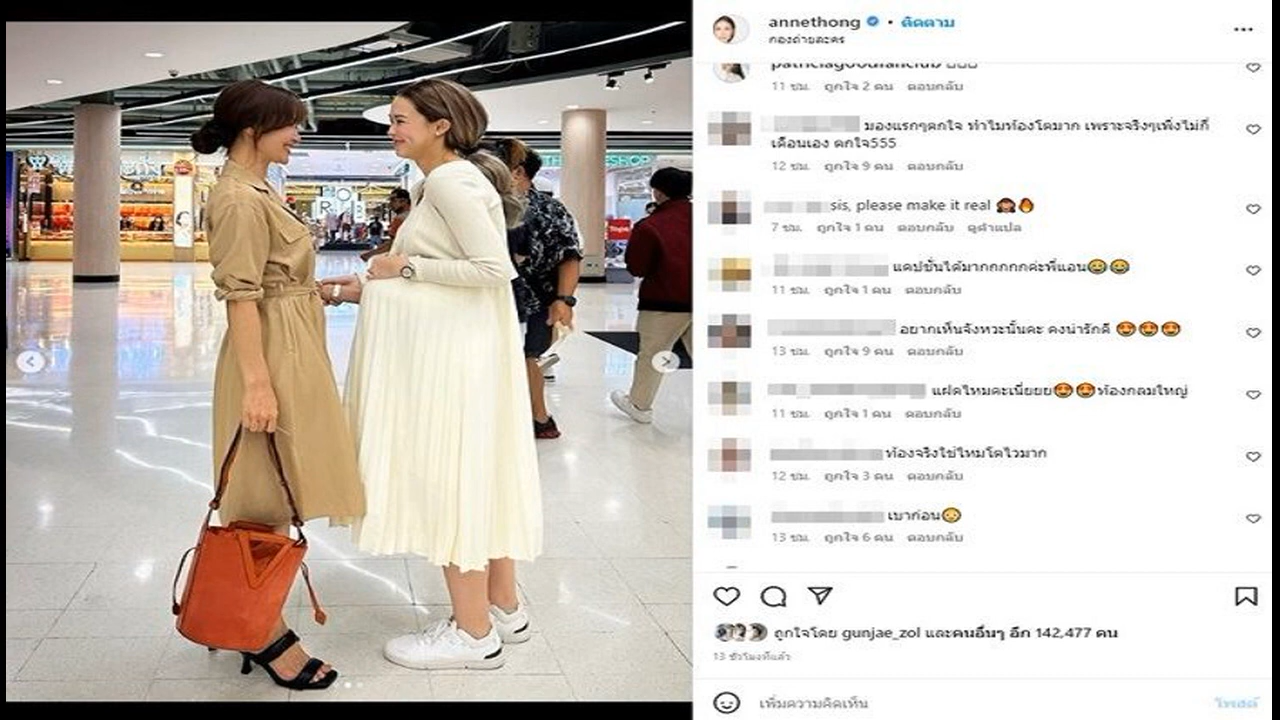 annethong • ติดตาม
กองถ่ายละคร
patriciagoodfanclub
11 ชม. ถูกใจ 2 คน ตอบกลับ
มองแรกๆตกใจ ทำไมท้องโตมาก เพราะจริงๆเพิ่งไม่กี่
เดือนเอง ตกใจ555
12 ชม. ถูกใจ 9 คน ตอบกลับ
sis, please make it real 🙈🔥
7 ชม. ถูกใจ 1 คน ตอบกลับ ดูคำแปล
แคปชั่นได้มากกกกกค่ะพี่แอน😂😂
11 ชม. ถูกใจ 1 คน ตอบกลับ
อยากเห็นจังหวะนั้นคะ คงน่ารักดี 😍😍😍
13 ชม. ถูกใจ 9 คน ตอบกลับ
แฝดไหมคะเนี่ยยย😍😍ท้องกลมใหญ่
11 ชม. ถูกใจ 1 คน ตอบกลับ
ท้องจริงใช่ไหมโตไวมาก
12 ชม. ถูกใจ 3 คน ตอบกลับ
เบาก่อน
13 ชม. ถูกใจ 6 คน ตอบกลับ
ถูกใจโดย gunjae_zol และคนอื่นๆ อีก 142,477 คน
13 ชั่วโมงที่แล้ว
เพิ่มความคิดเห็น
โพสต์